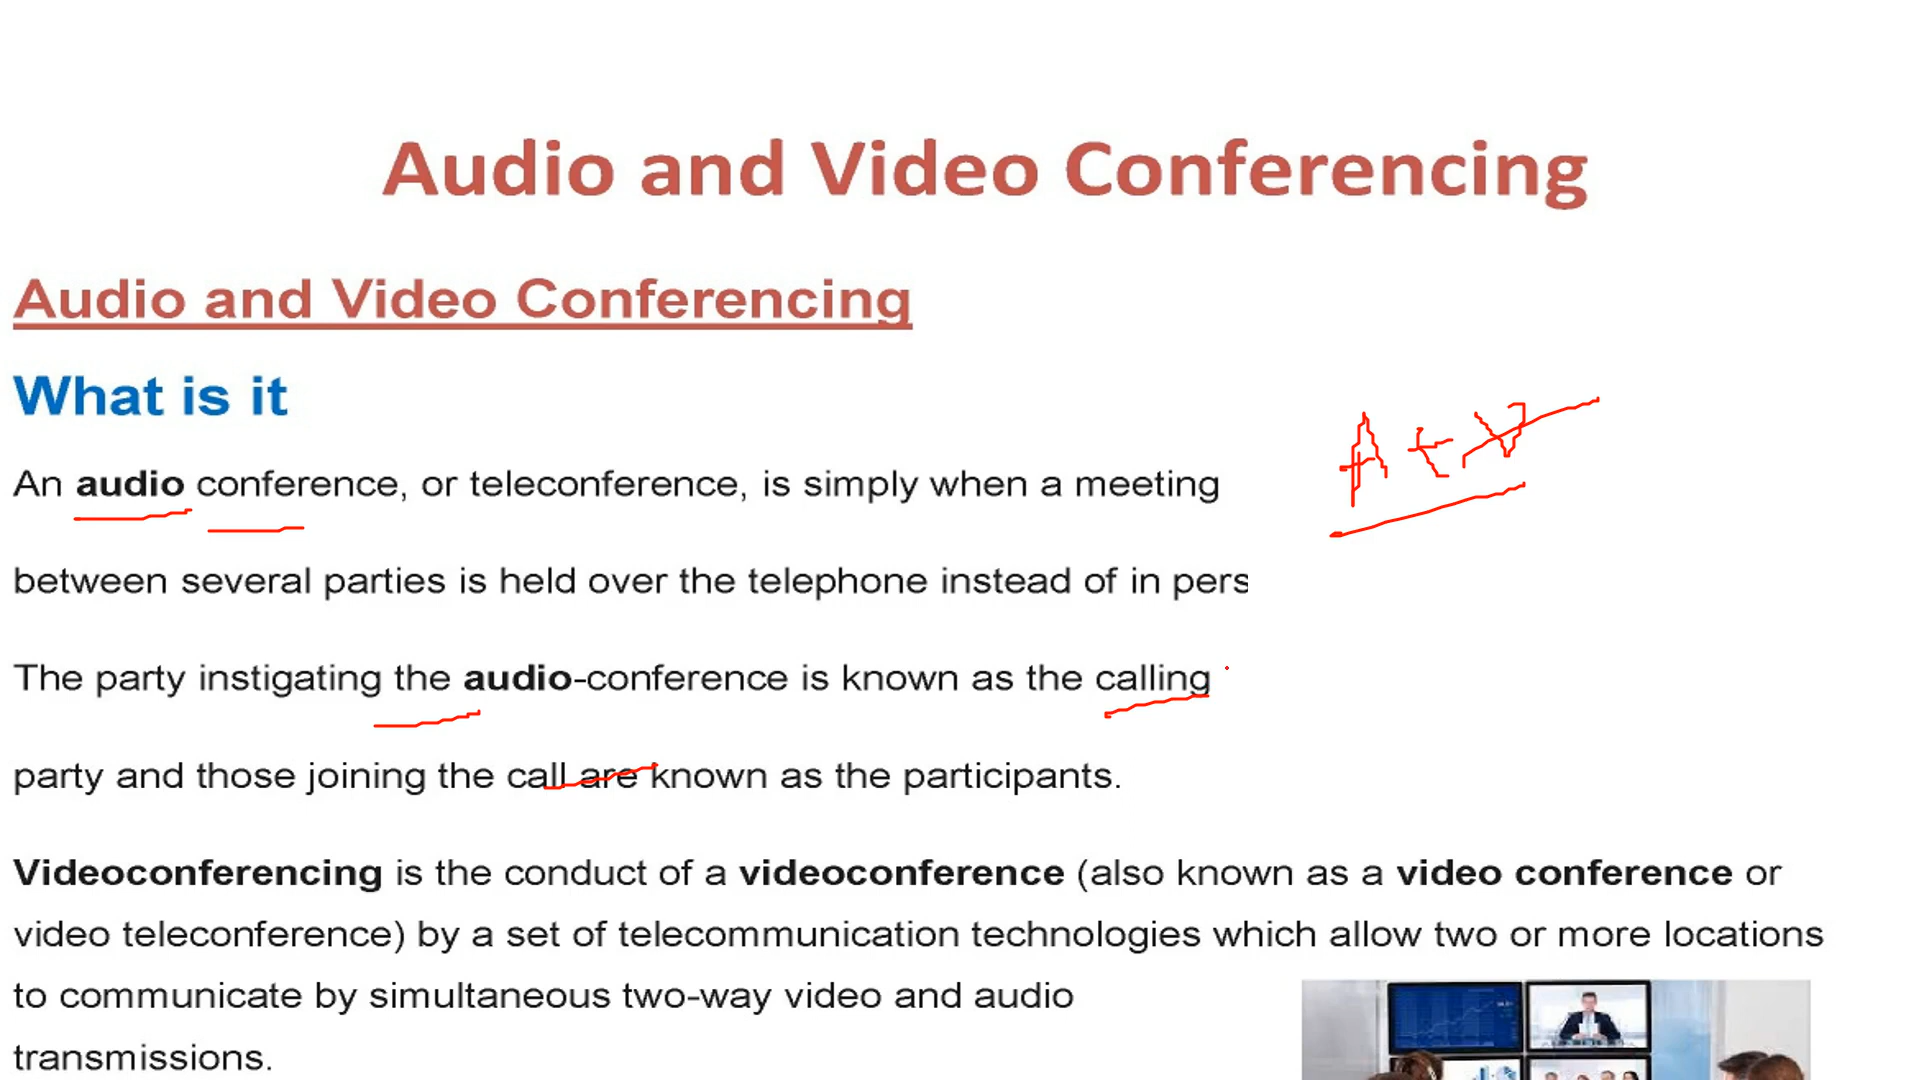 Audio and Video Conferencing
Audio and Video Conferencing
What is it
An audio conference, or teleconference, is simply when a meeting
A + V
between several parties is held over the telephone instead of in pers
The party instigating the audio-conference is known as the calling
party and those joining the call are known as the participants.
Videoconferencing is the conduct of a videoconference (also known as a video conference or
video teleconference) by a set of telecommunication technologies which allow two or more locations
to communicate by simultaneous two-way video and audio
transmissions.